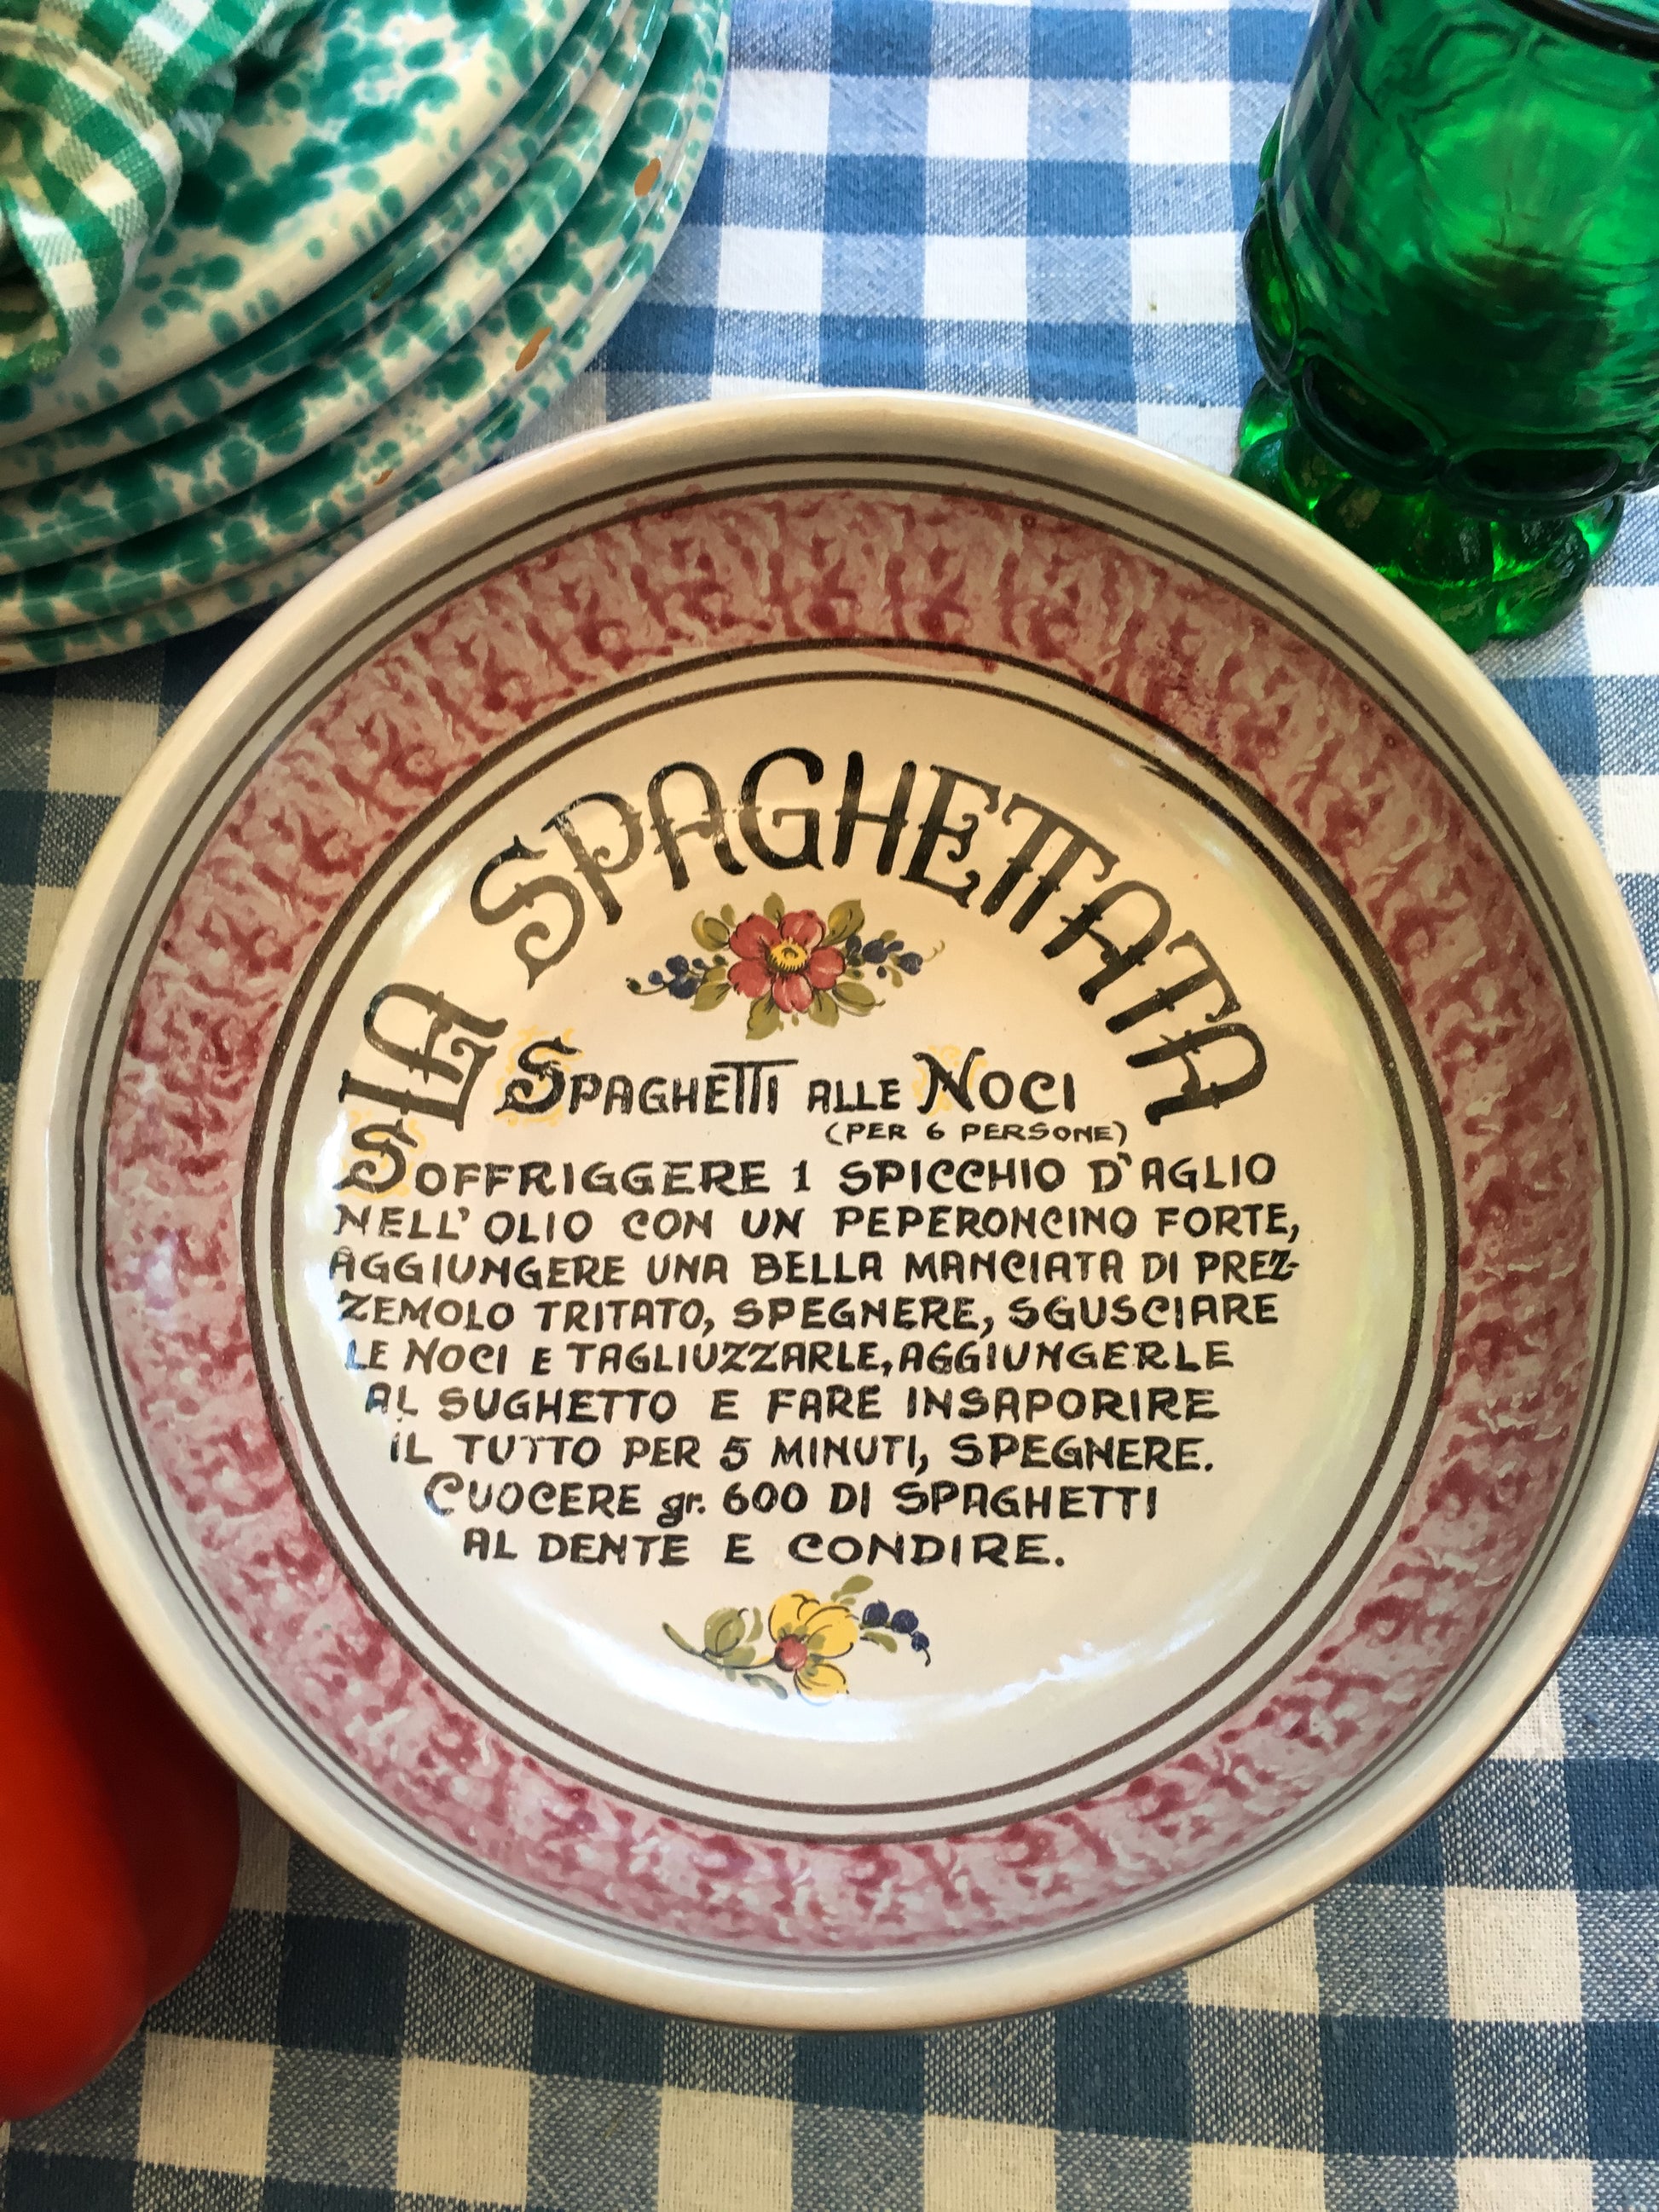 LA SPAGHETTATA
SPAGHETTI ALLE NOCI
(PER 6 PERSONE)
SOFFRIGGERE 1 SPICCHIO D'AGLIO
NELL' OLIO CON UN PEPERONCINO FORTE,
AGGIUNGERE UNA BELLA MANCIATA DI PREZ-
ZEMOLO TRITATO, SPEGNERE, SGUSCIARE
LE NOCI E TAGLIUZZARLE, AGGIUNGERLE
AL SUGHETTO E FARE INSAPORIRE
IL TUTTO PER 5 MINUTI, SPEGNERE.
CUOCERE gr. 600 DI SPAGHETTI
AL DENTE E CONDIRE.